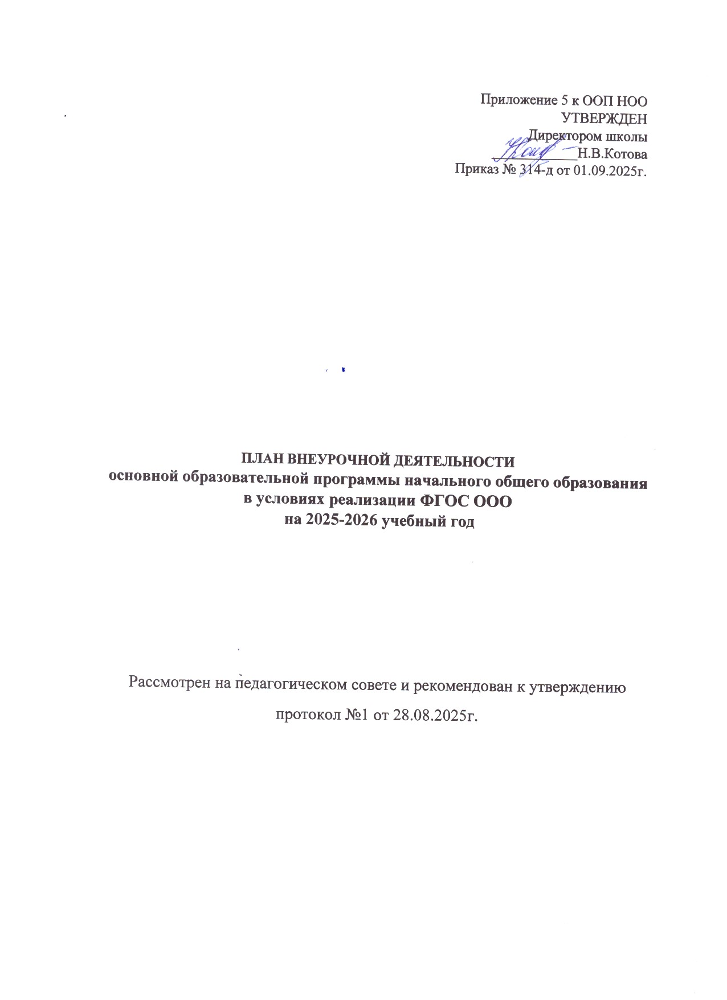 Приложение 5 к ООП НОО
УТВЕРЖДЕН
Директором школы
____________Н.В.Котова
Приказ № 314-д от 01.09.2025г.
ПЛАН ВНЕУРОЧНОЙ ДЕЯТЕЛЬНОСТИ
основной образовательной программы начального общего образования
в условиях реализации ФГОС ООО
на 2025-2026 учебный год
Рассмотрен на педагогическом совете и рекомендован к утверждению
протокол №1 от 28.08.2025г.